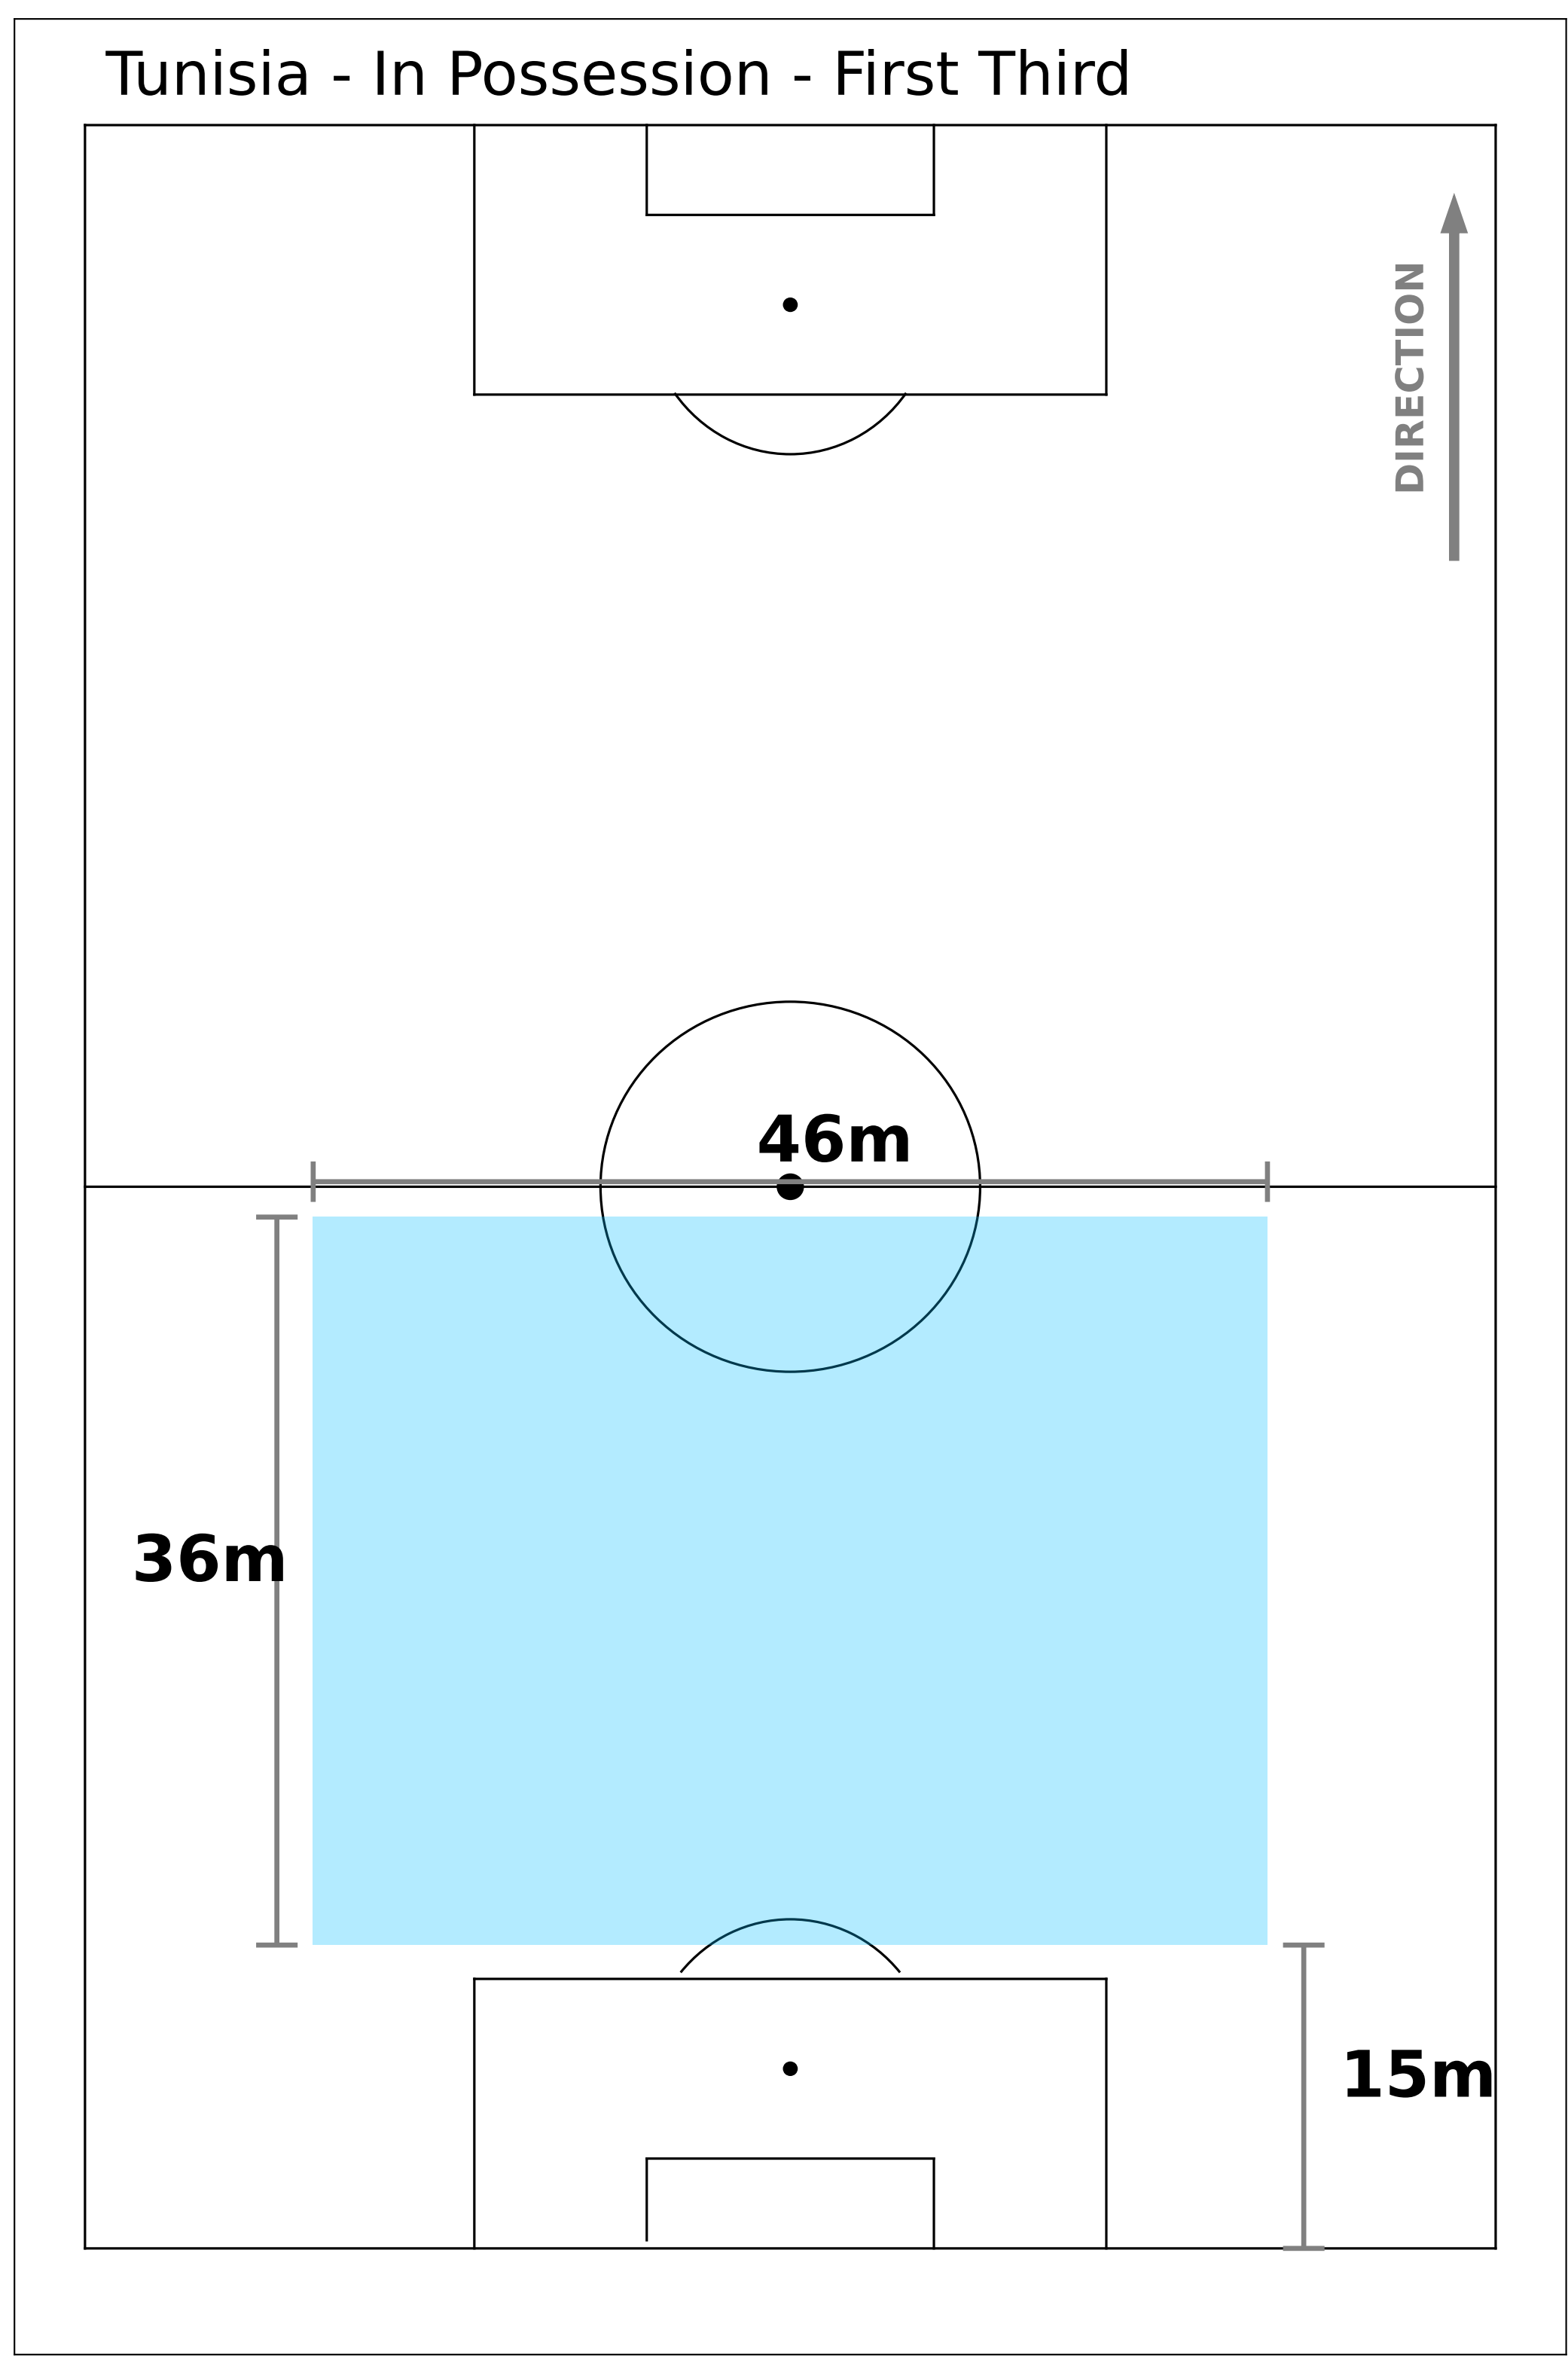 Tunisia - In Possession - First Third
DIRECTION
46m
36m
15m